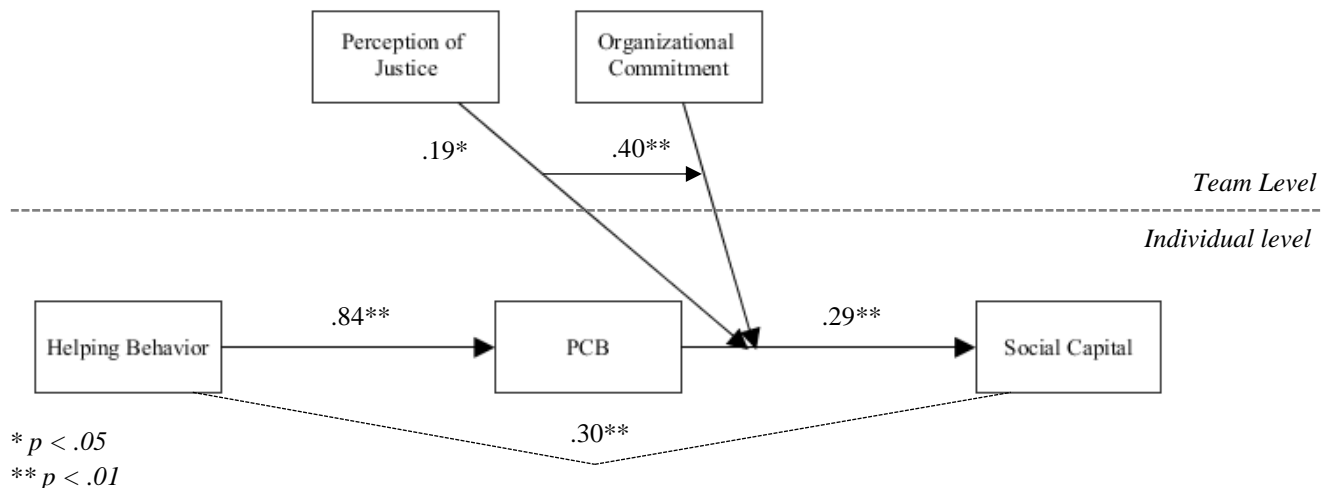 Perception of
Justice
Organizational
Commitment
.19*
.40**
Team Level
Individual level
.84**
.29**
Helping Behavior
PCB
Social Capital
.30**
* p < .05
** p < .01